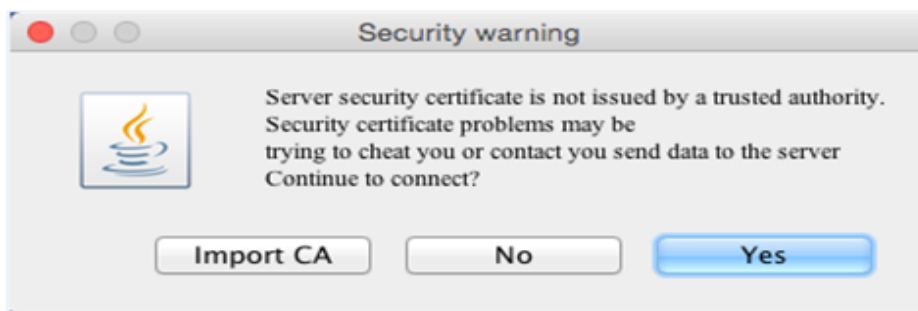 Security warning
Server security certificate is not issued by a trusted authority.
Security certificate problems may be
trying to cheat you or contact you send data to the server
Continue to connect?
Import CA
No
Yes